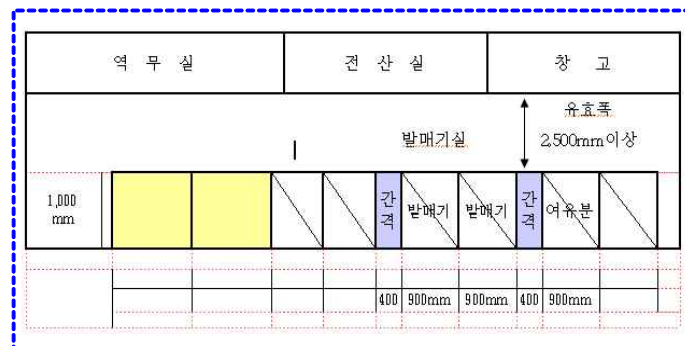 역 무 실
전 산 실
창 고
유효폭
발매기실
2,500mm이상
1,000
mm
간
격
발매기
발매기
간
격
여유분
400
900mm
900mm
400
900mm